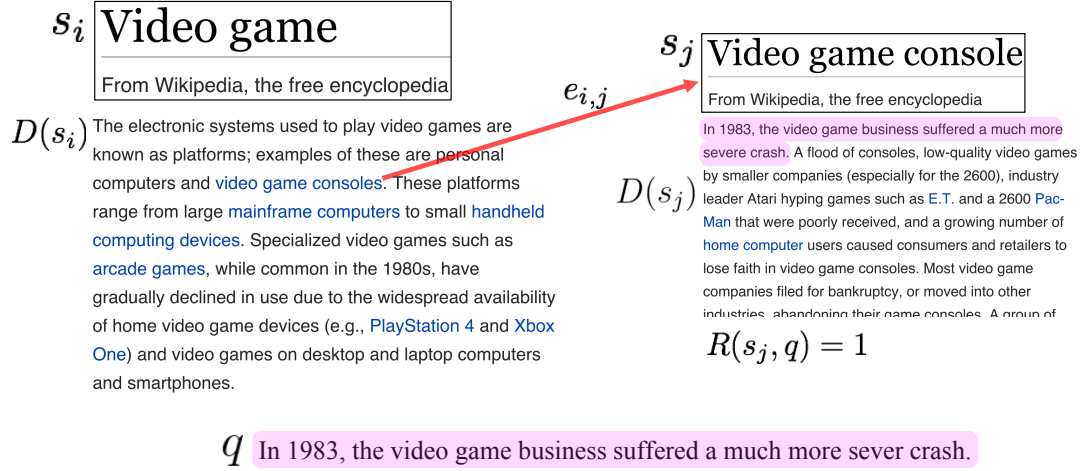 s_i
Video game
From Wikipedia, the free encyclopedia
D(s_i)
The electronic systems used to play video games are
known as platforms; examples of these are personal
computers and video game consoles. These platforms
range from large mainframe computers to small handheld
computing devices. Specialized video games such as
arcade games, while common in the 1980s, have
gradually declined in use due to the widespread availability
of home video game devices (e.g., PlayStation 4 and Xbox
One) and video games on desktop and laptop computers
and smartphones.
e_{i,j}
s_j
Video game console
From Wikipedia, the free encyclopedia
D(s_j)
In 1983, the video game business suffered a much more
severe crash. A flood of consoles, low-quality video games
by smaller companies (especially for the 2600), industry
leader Atari hyping games such as E.T. and a 2600 Pac-
Man that were poorly received, and a growing number of
home computer users caused consumers and retailers to
lose faith in video game consoles. Most video game
companies filed for bankruptcy, or moved into other
industries, abandoning their game consoles. A group of
R(s_j, q) = 1
q In 1983, the video game business suffered a much more sever crash.